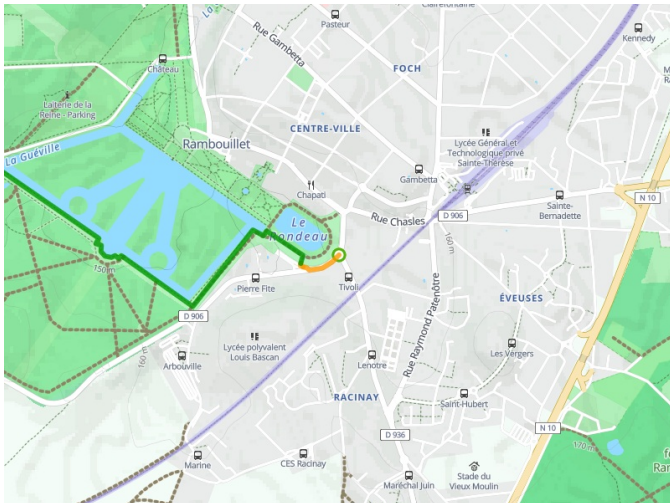 Clairefontaine
La
Pasteur
Rue Gambetta
Kennedy
FOCH
Château
Laiterie de la
Reine - Parking
CENTRE-VILLE
Lycée Général et
Technologique privé
Sainte-Thérèse
Rambouillet
La Guéville
Gambetta
Chapati
Sainte-
Bernadette
N 10
Rue Chasles
D 906
Le
Rondeau
160 m
150 m
Pierre Fite
Tivoli
ÉVEUSES
Rue Raymond Patenôtre
D 906
Lycée polyvalent
Louis Bascan
Les Vergers
160 m
Arbouville
Lenotre
RACINAY
Saint-Hubert
N 10
D 936
170 m
Marine
CES Racinay
Stade du
Vieux Moulin
Maréchal Juin